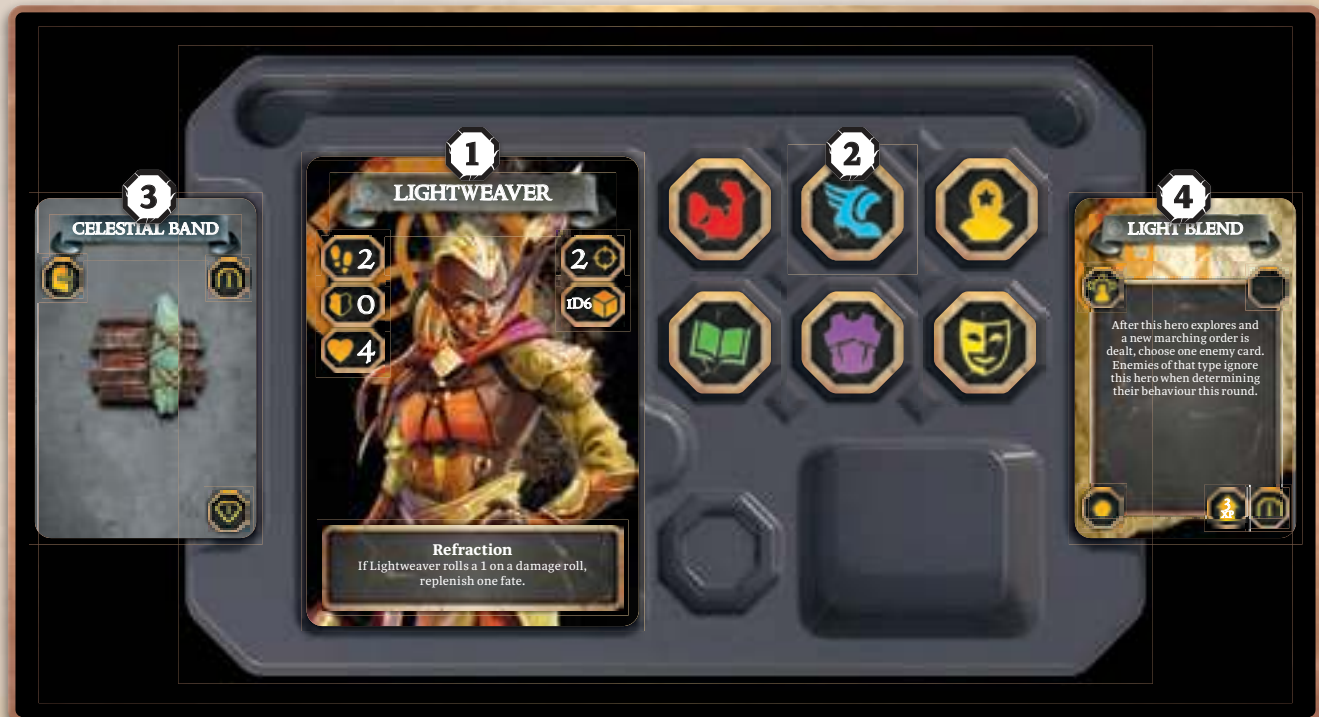 1
LIGHTWEAVER
2
0
4
2
1D6
Refraction
If Lightweaver rolls a 1 on a damage roll,
replenish one fate.
2
3
CELESTIAL BAND
4
LIGHT BLEND
After this hero explores and
a new marching order is
dealt, choose one enemy card.
Enemies of that type ignore
this hero when determining
their behaviour this round.
3
XP